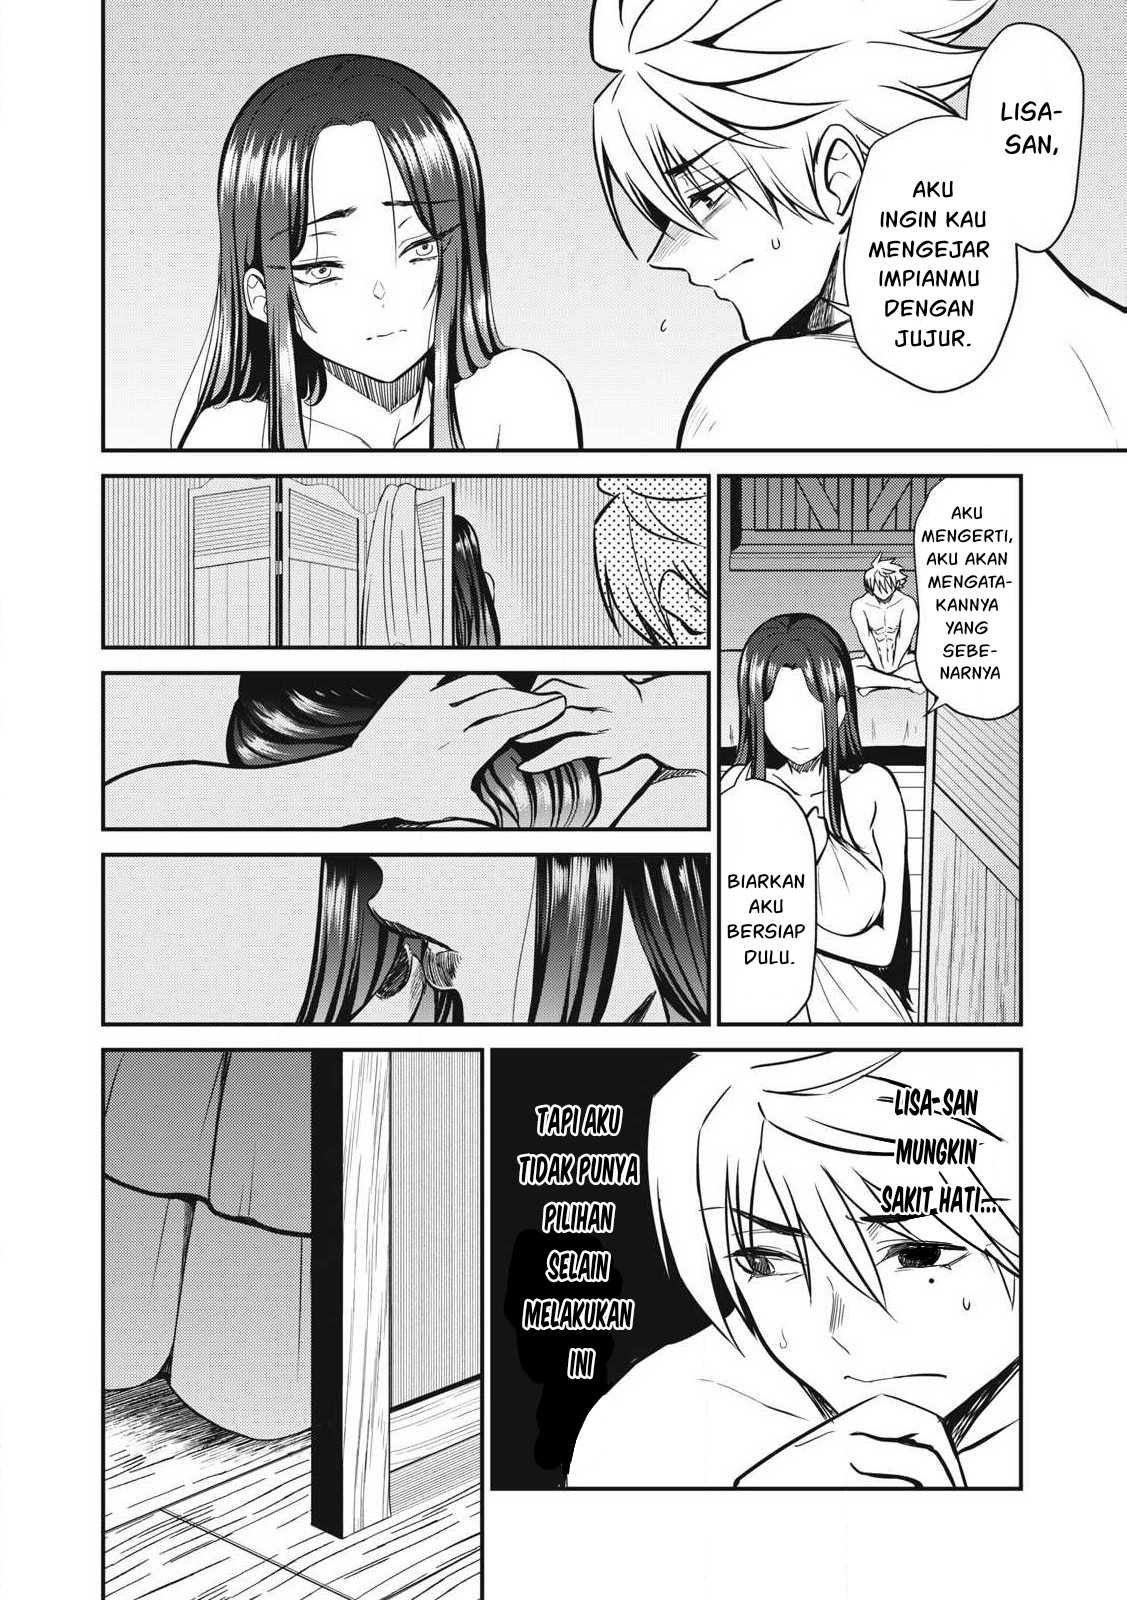 LISA-
SAN,
AKU
INGIN KAU
MENGEJAR
IMPIANMU
DENGAN
JUJUR.
AKU
MENGERTI,
AKU AKAN
MENGATA-
KANNYA
YANG
SEBE-
NARNYA
BIARKAN
AKU
BERSIAP
DULU.
LISA-SAN
MUNGKIN
SAKIT HATI...
TAPI AKU
TIDAK PUNYA
PILIHAN
SELAIN
MELAKUKAN
INI